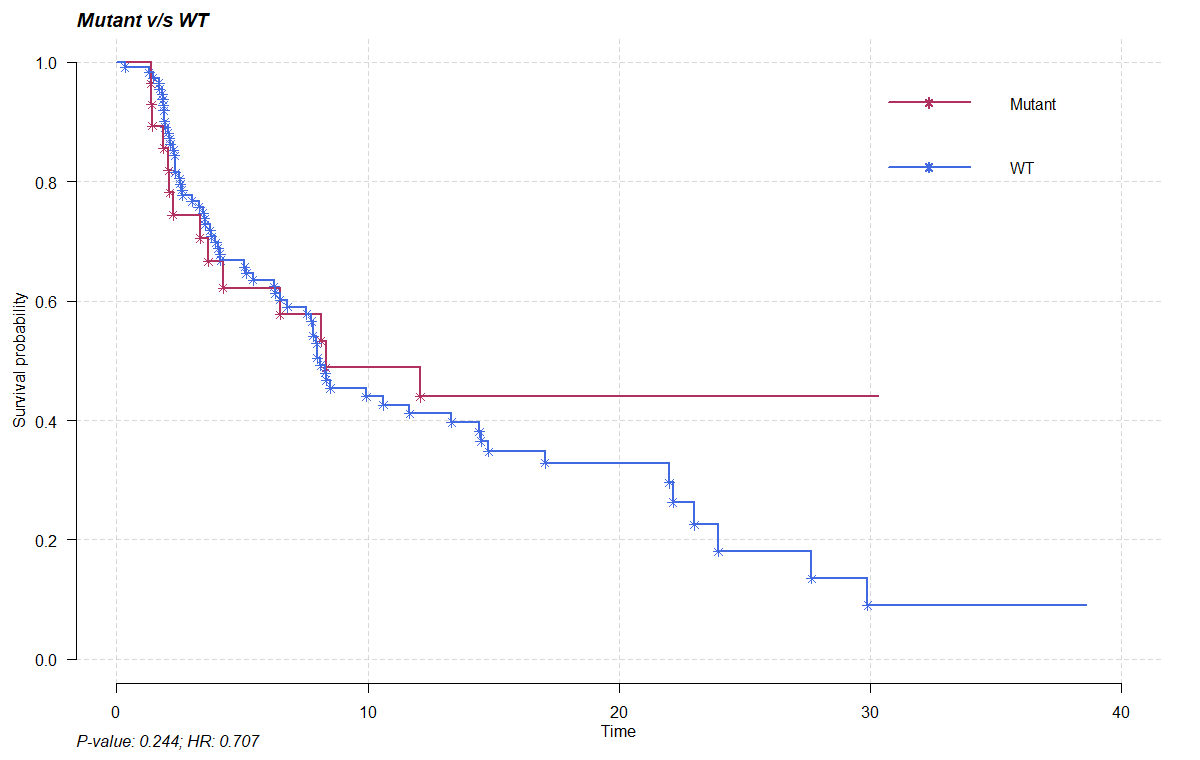 Mutant v/s WT
Mutant
WT
Survival probability
1.0
0.8
0.6
0.4
0.2
0.0
0 10 20 30 40
Time
P-value: 0.244; HR: 0.707